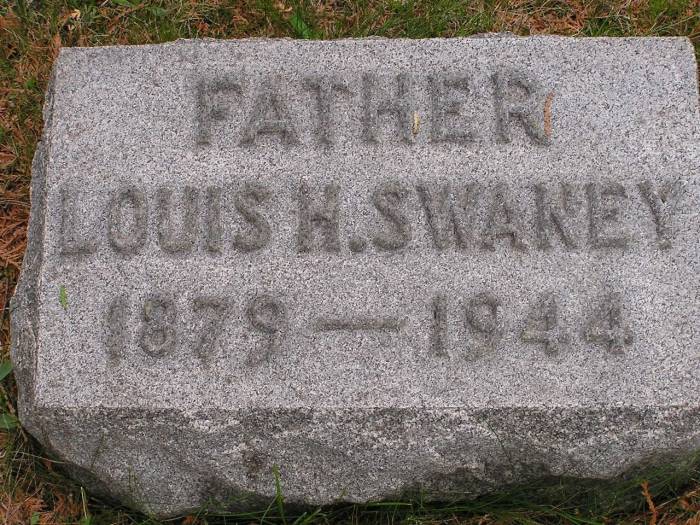 FATHER
LOUIS H. SWANEY
1879 — 1944